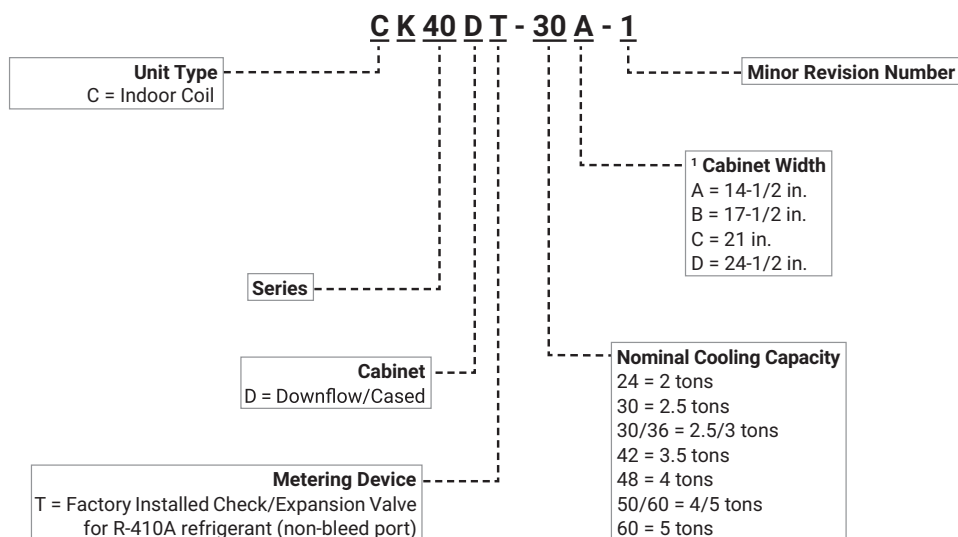 C K 40 D T - 30 A - 1
Unit Type
C = Indoor Coil
Minor Revision Number
¹ Cabinet Width
A = 14-1/2 in.
B = 17-1/2 in.
C = 21 in.
D = 24-1/2 in.
Series
Cabinet
D = Downflow/Cased
Nominal Cooling Capacity
24 = 2 tons
30 = 2.5 tons
30/36 = 2.5/3 tons
42 = 3.5 tons
48 = 4 tons
50/60 = 4/5 tons
60 = 5 tons
Metering Device
T = Factory Installed Check/Expansion Valve
for R-410A refrigerant (non-bleed port)